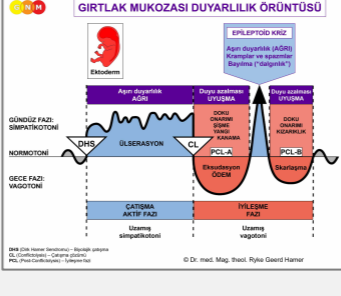 GNM
GIRTLAK MUKOZASI DUYARLILIK ÖRÜNTÜSÜ
EPİLEPTOİD KRİZ
Aşırı duyarlık (AĞRI)
Kramplar ve spazmlar
Bayılma ("dalgınlık")
Ektoderm
Aşırı duyarlık
AĞRI
Duyu azalması
UYUŞMA
Duyu azalması
UYUŞMA
GÜNDÜZ FAZI:
SİMPATİKOTONİ
NORMOTONİ
GECE FAZI:
VAGOTONİ
DHS
ÜLSERASYON
CL
DOKU
ONARIMI
ŞİŞME
YANGI
KANAMA
PCL-A
Eksudasyon
ÖDEM
DOKU
ONARIMI
KIZARIKLIK
PCL-B
Skarlaşma
ÇATIŞMA
AKTİF FAZI
İYİLEŞME
FAZI
Uzamış
simpatikotoni
Uzamış
vagotoni
DHS (Dirk Hamer Sendromu) – Biyolojik çatışma
CL (Conflictolysis) – Çatışma çözümü
PCL (Post-Conflictolysis) – İyileşme fazı
© Dr. med. Mag. theol. Ryke Geerd Hamer